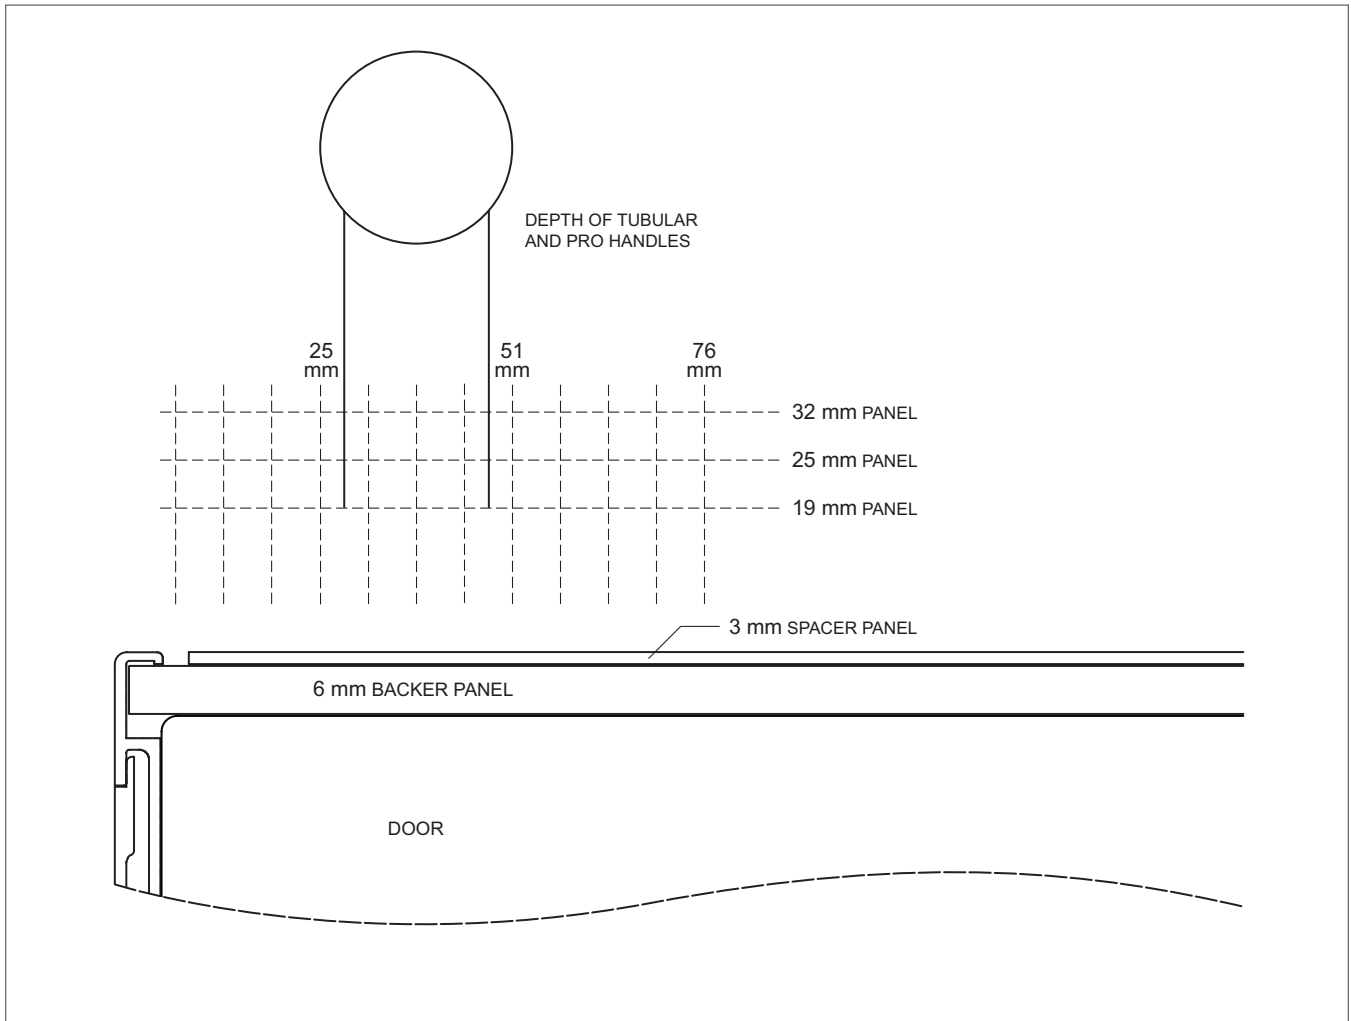 DEPTH OF TUBULAR
AND PRO HANDLES
25
mm
51
mm
76
mm
32 mm PANEL
25 mm PANEL
19 mm PANEL
3 mm SPACER PANEL
6 mm BACKER PANEL
DOOR